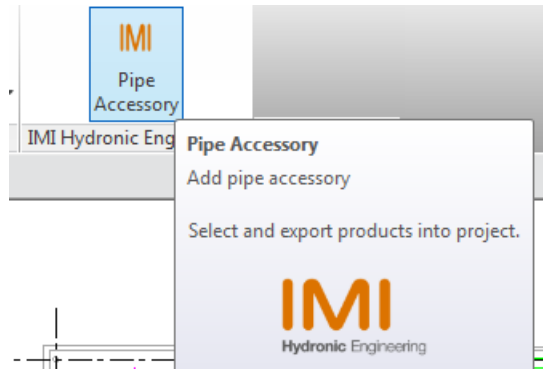 IMI
Pipe
Accessory
IMI Hydronic Eng
Pipe Accessory
Add pipe accessory
Select and export products into project.
IMI
Hydronic Engineering